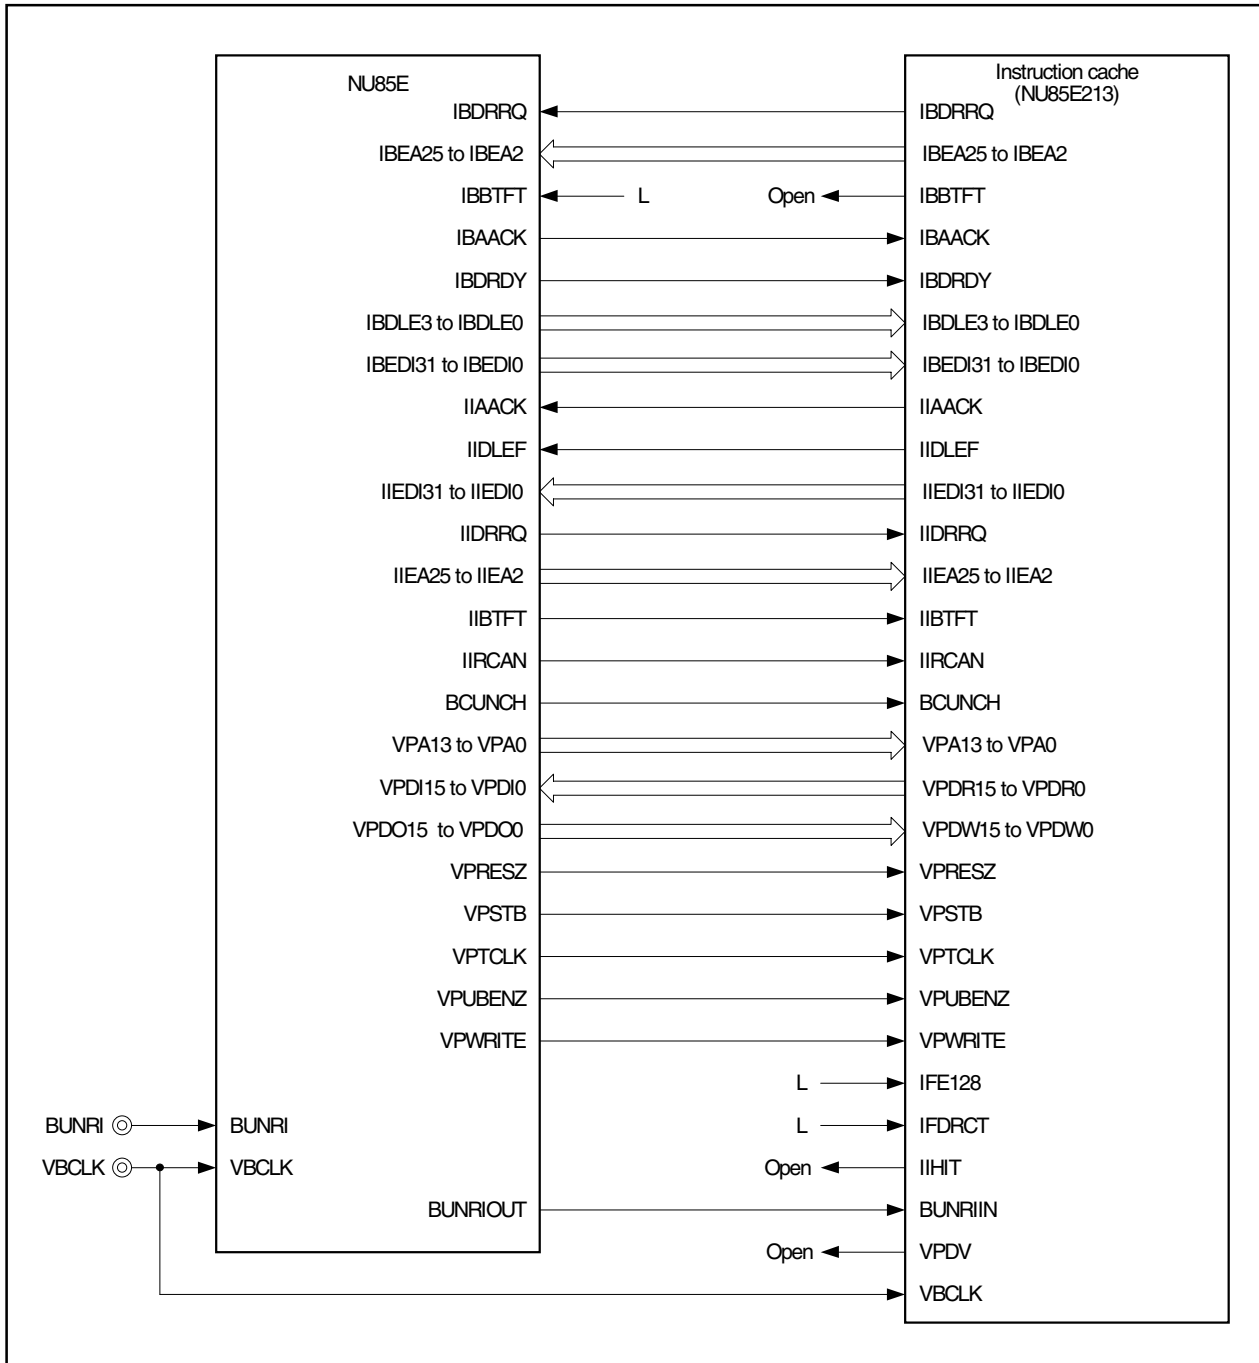 NU85E
Instruction cache
(NU85E213)
IBDRRQ IBDRRQ
IBEA25 to IBEA2 IBEA25 to IBEA2
IBBTFT L Open IBBTFT
IBAACK IBAACK
IBDRDY IBDRDY
IBDLE3 to IBDLE0 IBDLE3 to IBDLE0
IBEDI31 to IBEDI0 IBEDI31 to IBEDI0
IIAACK IIAACK
IIDLEF IIDLEF
IIEDI31 to IIEDI0 IIEDI31 to IIEDI0
IIDRRQ IIDRRQ
IIEA25 to IIEA2 IIEA25 to IIEA2
IIBTFT IIBTFT
IIRCAN IIRCAN
BCUNCH BCUNCH
VPA13 to VPA0 VPA13 to VPA0
VPDI15 to VPDI0 VPDR15 to VPDR0
VPDO15 to VPDO0 VPDW15 to VPDW0
VPRESZ VPRESZ
VPSTB VPSTB
VPTCLK VPTCLK
VPUBENZ VPUBENZ
VPWRITE VPWRITE
L IFE128
BUNRI BUNRI L IFDRCT
VBCLK VBCLK Open IIHIT
BUNRIOUT BUNRIIN
Open VPDV
VBCLK